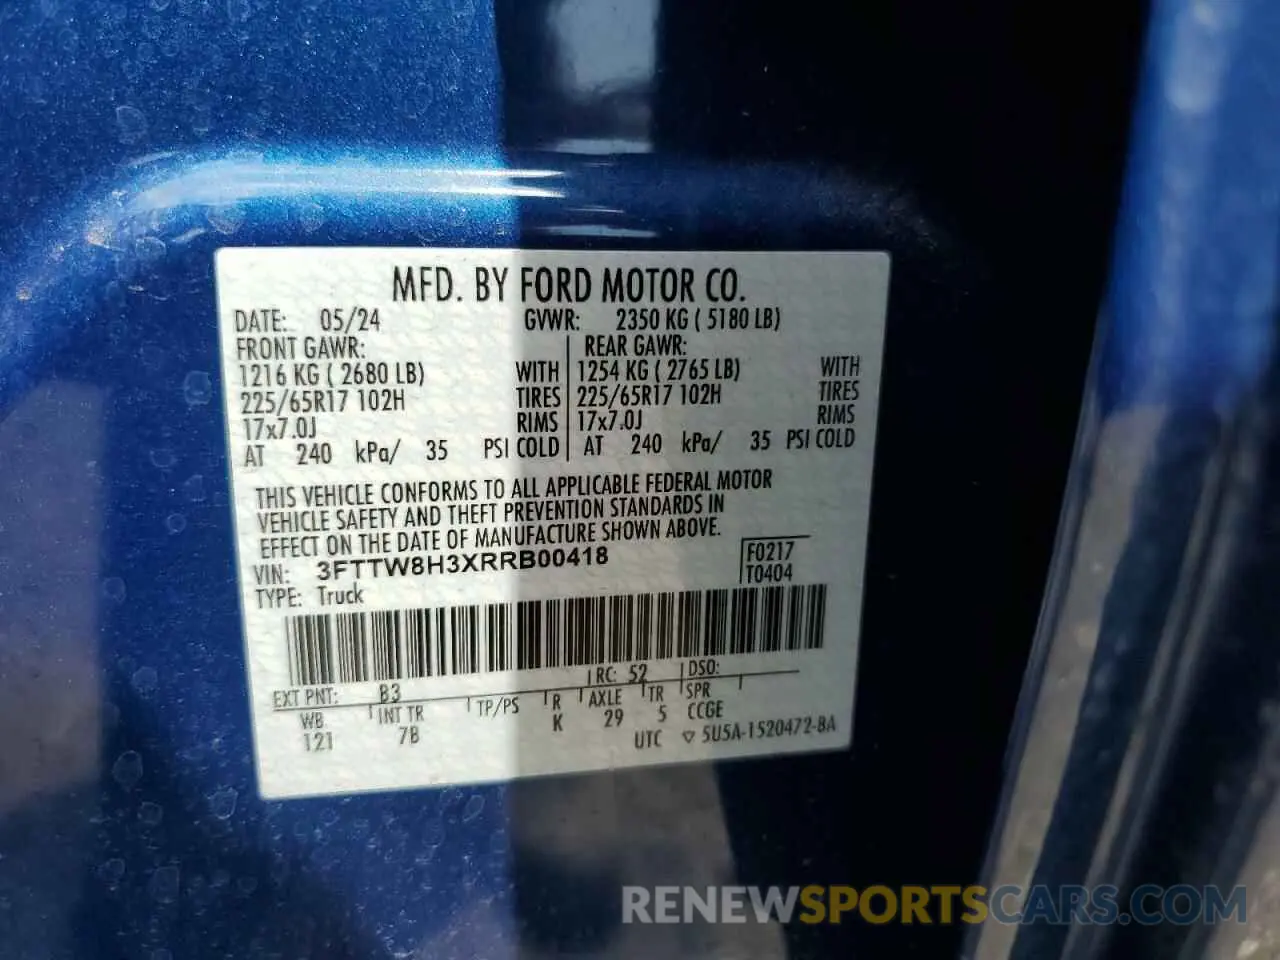 MFD. BY FORD MOTOR CO.
DATE: 05/24 GVWR: 2350 KG ( 5180 LB)
FRONT GAWR: REAR GAWR:
1216 KG ( 2680 LB) WITH 1254 KG ( 2765 LB) WITH
225/65R17 102H TIRES 225/65R17 102H TIRES
17x7.0J RIMS 17x7.0J RIMS
AT 240 kPa/ 35 PSI COLD AT 240 kPa/ 35 PSI COLD
THIS VEHICLE CONFORMS TO ALL APPLICABLE FEDERAL MOTOR
VEHICLE SAFETY AND THEFT PREVENTION STANDARDS IN
EFFECT ON THE DATE OF MANUFACTURE SHOWN ABOVE.
VIN: 3FTTW8H3XRRB00418 F0217
TYPE: Truck T0404
EXT PNT: B3 RC: 52 DSO:
WB INT TR TP/PS R AXLE TR SPR
121 7B K 29 5 CCGE
UTC ▽ 5U5A-1520472-BA
RENEWSPORTSCARS.COM